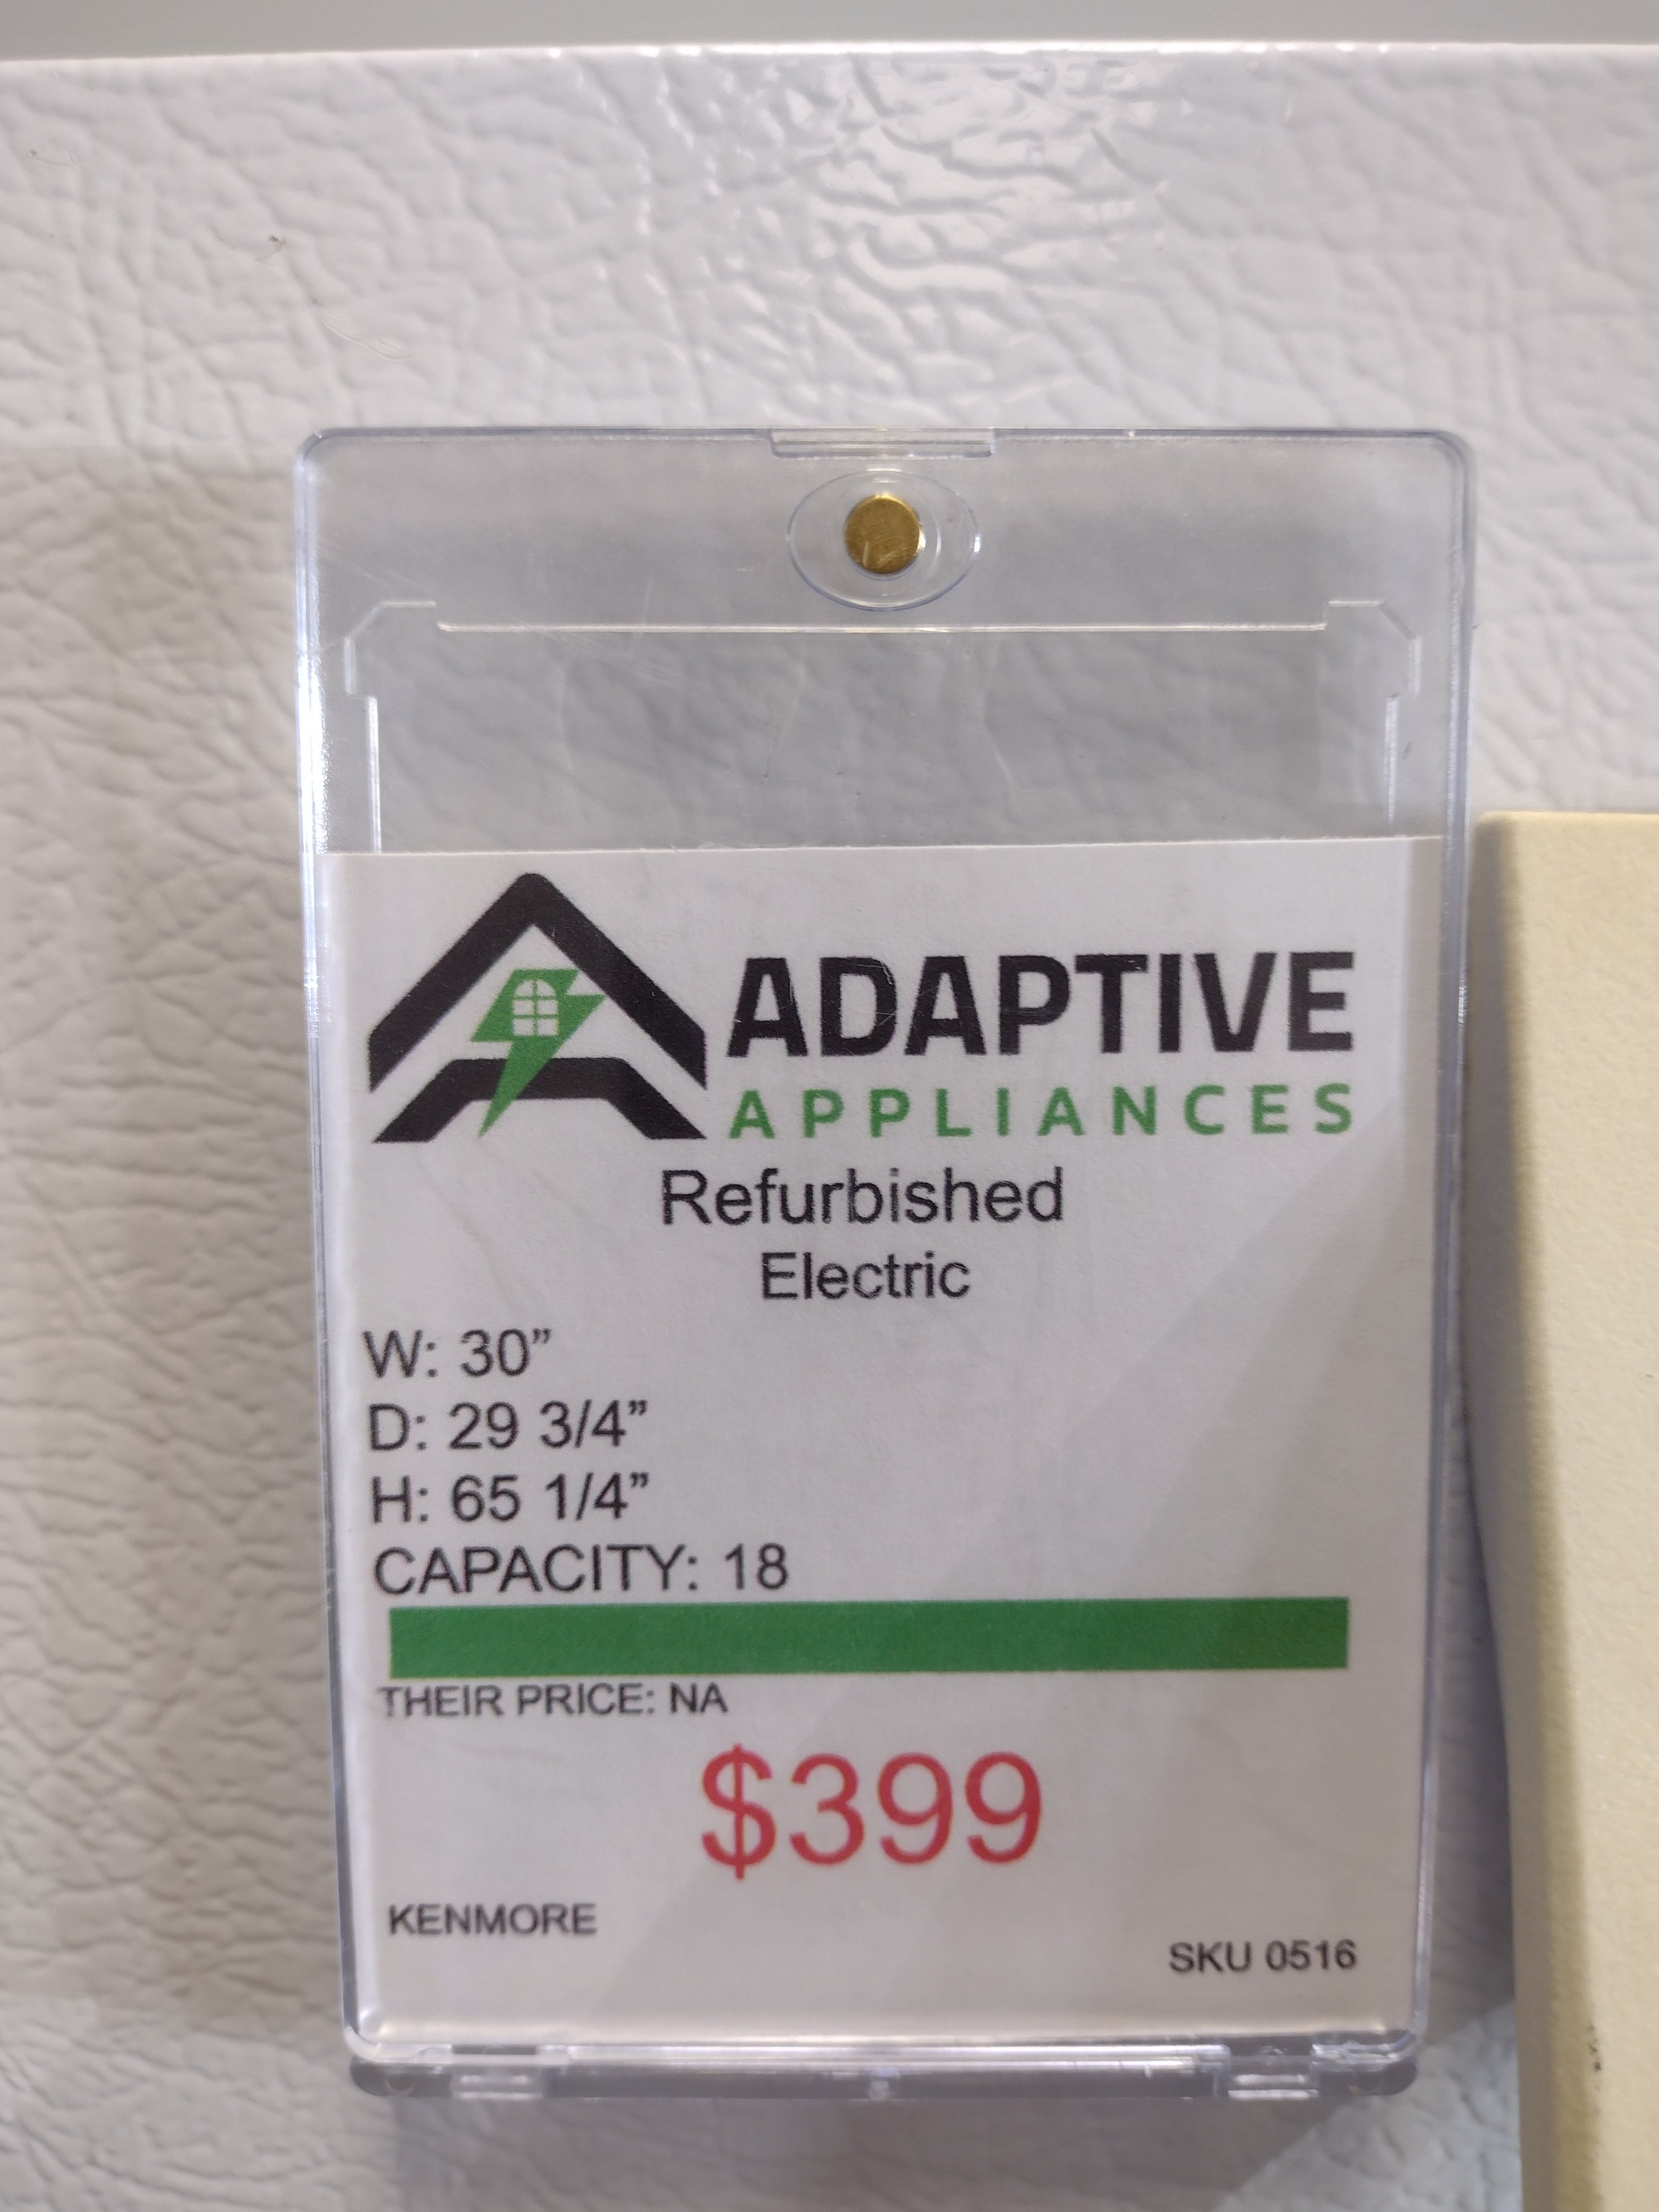 ADAPTIVE
APPLIANCES
Refurbished
Electric
W: 30”
D: 29 3/4”
H: 65 1/4”
CAPACITY: 18
THEIR PRICE: NA
$399
KENMORE
SKU 0516